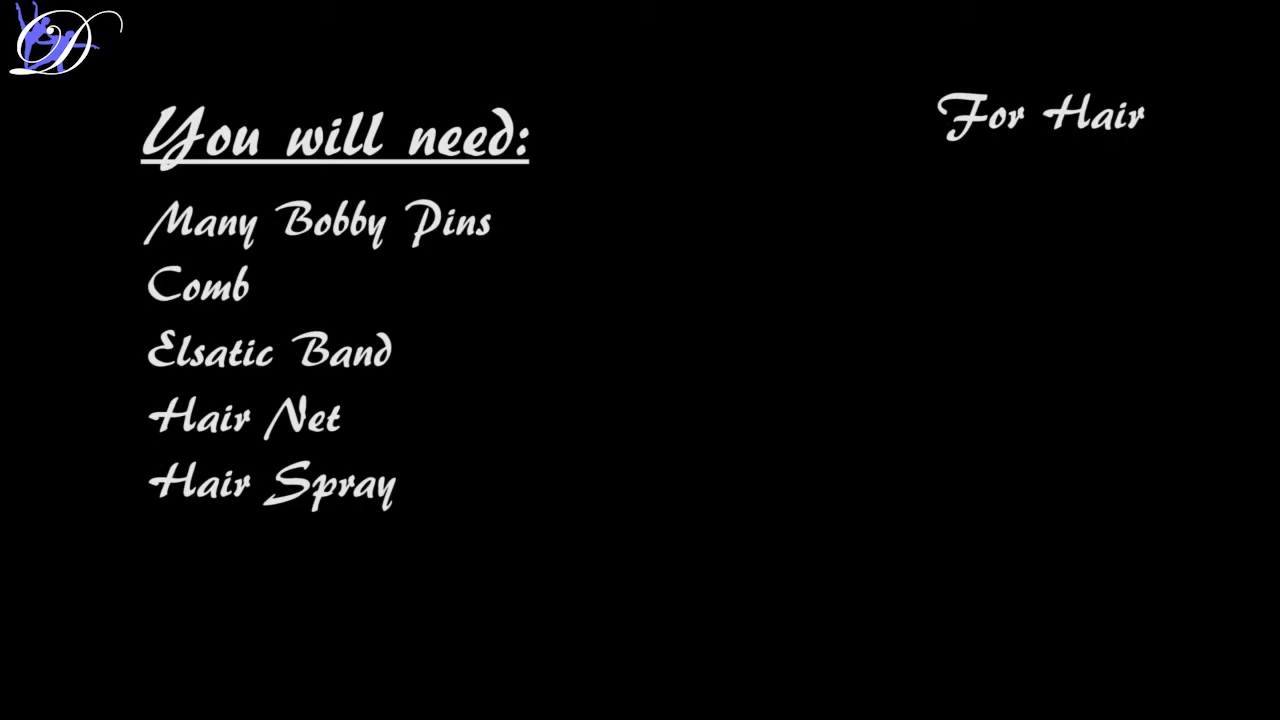 D
You will need:
For Hair
Many Bobby Pins
Comb
Elsatic Band
Hair Net
Hair Spray